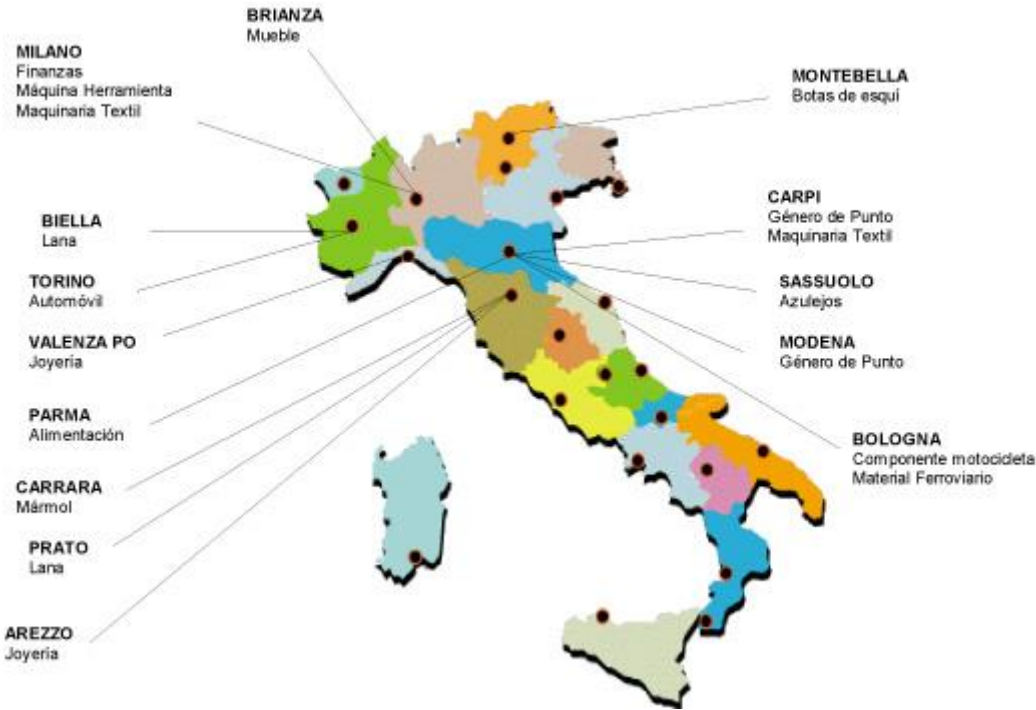 BRIANZA
Mueble
MILANO
Finanzas
Máquina Herramienta
Maquinaria Textil
BIELLA
Lana
TORINO
Automóvil
VALENZA PO
Joyería
PARMA
Alimentación
CARRARA
Mármol
PRATO
Lana
AREZZO
Joyería
MONTEBELLA
Botas de esquí
CARPI
Género de Punto
Maquinaria Textil
SASSUOLO
Azulejos
MODENA
Género de Punto
BOLOGNA
Componente motocicleta
Material Ferroviario